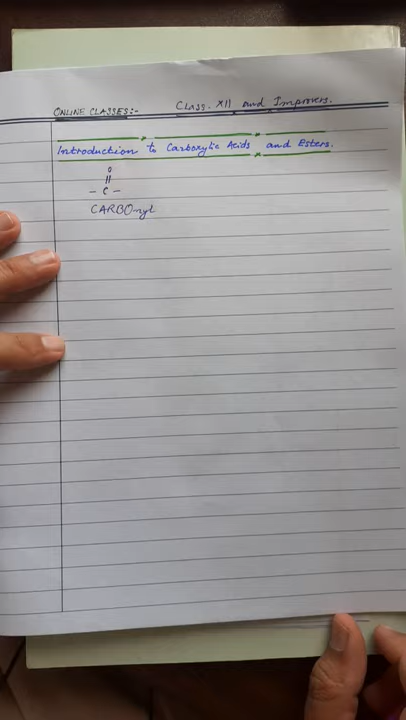 ONLINE CLASSES:- Class- XII and Improvers.
Introduction to Carboxylic Acids and Esters.
O
||
- C -
CARBOnyl